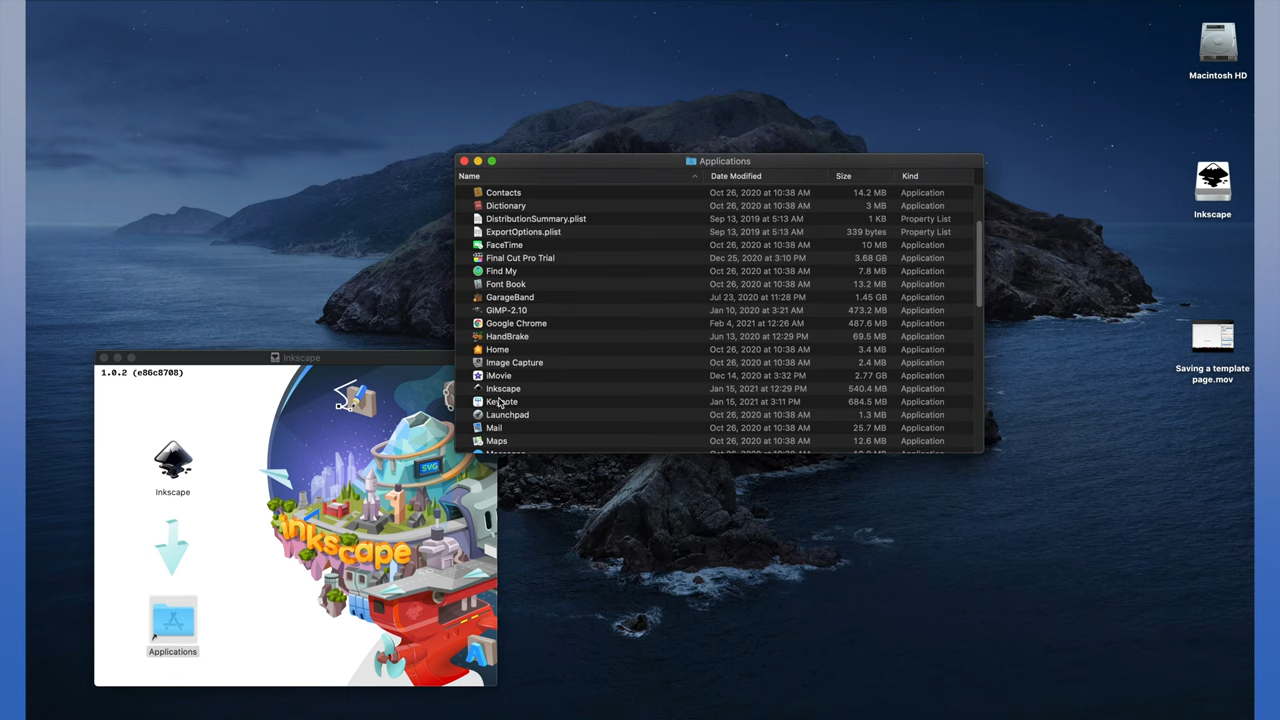 Macintosh HD
Inkscape
Saving a template
page.mov
Applications
Name Date Modified Size Kind
Contacts Oct 26, 2020 at 10:38 AM 14.2 MB Application
Dictionary Oct 26, 2020 at 10:38 AM 3 MB Application
DistributionSummary.plist Sep 13, 2019 at 5:13 AM 1 KB Property List
ExportOptions.plist Sep 13, 2019 at 5:13 AM 339 bytes Property List
FaceTime Oct 26, 2020 at 10:38 AM 10 MB Application
Final Cut Pro Trial Dec 25, 2020 at 3:10 PM 3.68 GB Application
Find My Oct 26, 2020 at 10:38 AM 7.8 MB Application
Font Book Oct 26, 2020 at 10:38 AM 13.2 MB Application
GarageBand Jul 23, 2020 at 11:28 PM 1.45 GB Application
GIMP-2.10 Jan 10, 2020 at 3:21 AM 473.2 MB Application
Google Chrome Feb 4, 2021 at 12:26 AM 487.6 MB Application
HandBrake Jun 13, 2020 at 12:29 PM 69.5 MB Application
Home Oct 26, 2020 at 10:38 AM 3.4 MB Application
Image Capture Oct 26, 2020 at 10:38 AM 2.4 MB Application
iMovie Dec 14, 2020 at 3:32 PM 2.77 GB Application
Inkscape Jan 15, 2021 at 12:29 PM 540.4 MB Application
Keynote Jan 15, 2021 at 3:11 PM 684.5 MB Application
Launchpad Oct 26, 2020 at 10:38 AM 1.3 MB Application
Mail Oct 26, 2020 at 10:38 AM 25.7 MB Application
Maps Oct 26, 2020 at 10:38 AM 12.6 MB Application
Inkscape
1.0.2 (e86c8708)
SVG
inkscape
Inkscape
Applications